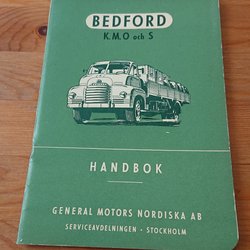 BEDFORD
K.M.O och S
HANDBOK
GENERAL MOTORS NORDISKA AB
SERVICEAVDELNINGEN · STOCKHOLM